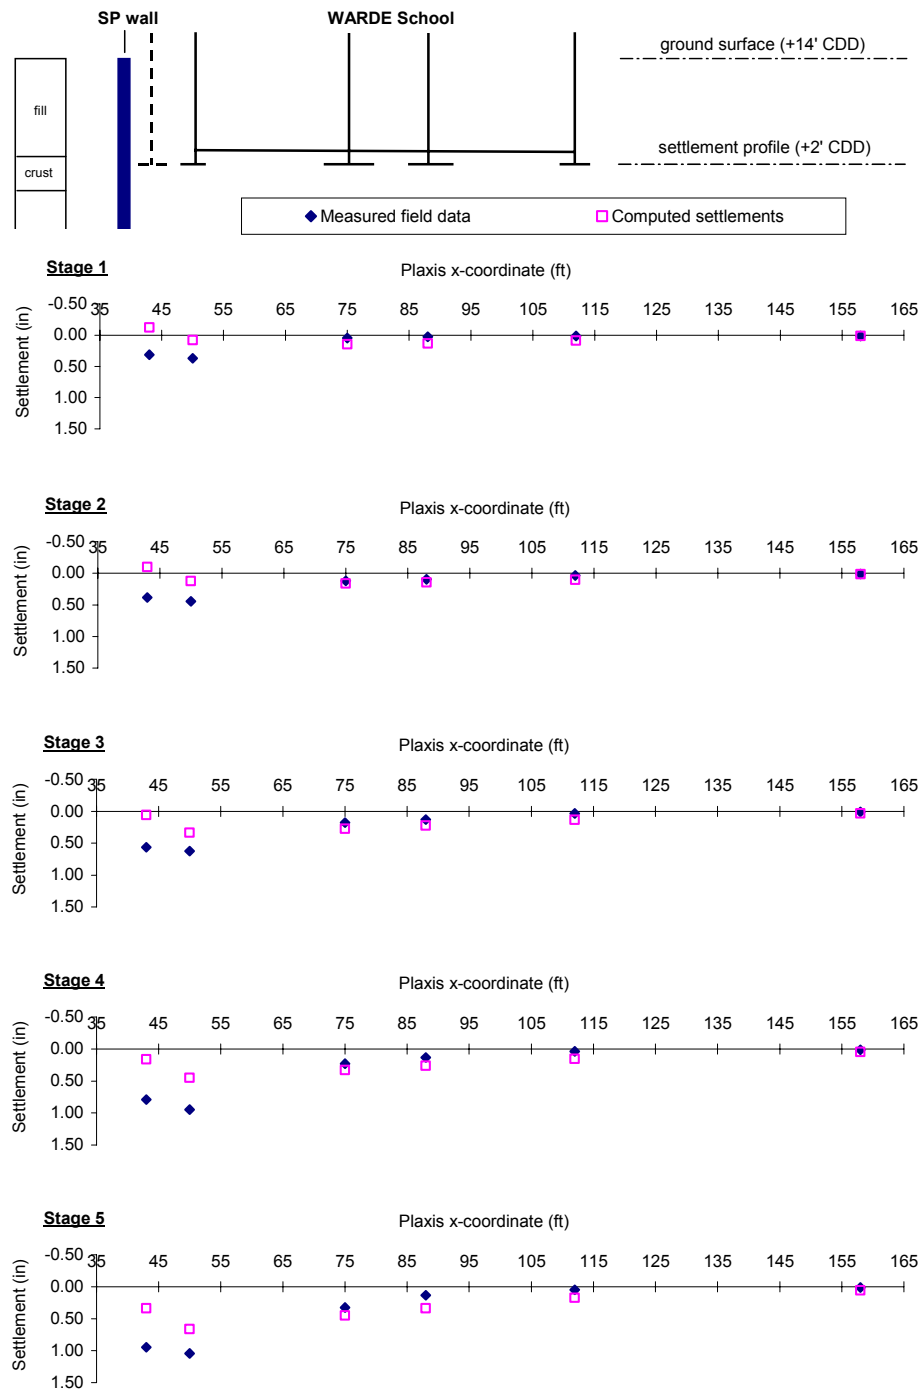 SP wall
WARDE School
ground surface (+14' CDD)
fill
settlement profile (+2' CDD)
crust
Measured field data
Computed settlements
Stage 1
Plaxis x-coordinate (ft)
Settlement (in)
-0.50
35 45 55 65 75 85 95 105 115 125 135 145 155 165
0.00
0.50
1.00
1.50
Stage 2
Plaxis x-coordinate (ft)
Settlement (in)
-0.50
35 45 55 65 75 85 95 105 115 125 135 145 155 165
0.00
0.50
1.00
1.50
Stage 3
Plaxis x-coordinate (ft)
Settlement (in)
-0.50
35 45 55 65 75 85 95 105 115 125 135 145 155 165
0.00
0.50
1.00
1.50
Stage 4
Plaxis x-coordinate (ft)
Settlement (in)
-0.50
35 45 55 65 75 85 95 105 115 125 135 145 155 165
0.00
0.50
1.00
1.50
Stage 5
Plaxis x-coordinate (ft)
Settlement (in)
-0.50
35 45 55 65 75 85 95 105 115 125 135 145 155 165
0.00
0.50
1.00
1.50